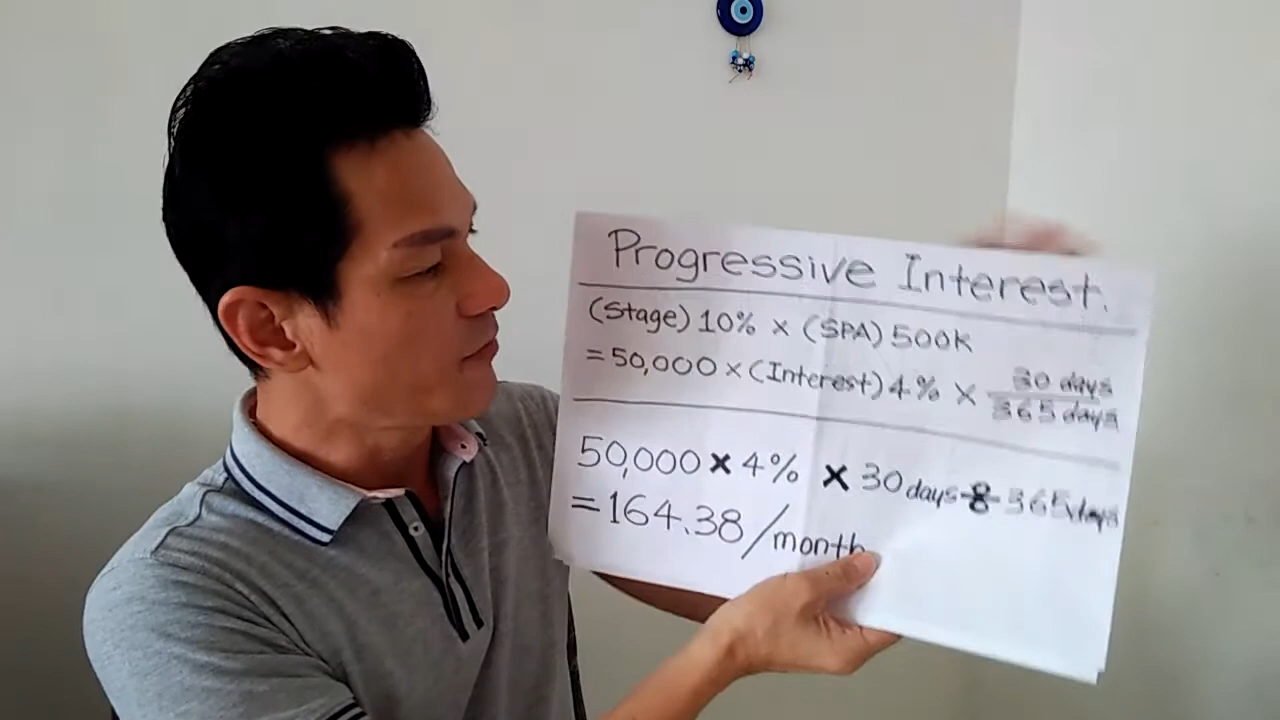 Progressive Interest.
(Stage) 10% x (SPA) 500K
= 50,000 x (Interest) 4% x 30 days
365 days
50,000 x 4% x 30 days ÷ 365 days
= 164.38/month